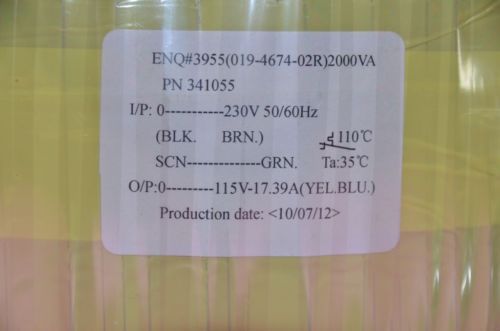 ENQ#3955(019-4674-02R)2000VA
PN 341055
I/P: 0-----------230V 50/60Hz
(BLK. BRN.) 110℃
SCN--------------GRN. Ta:35℃
O/P:0---------115V-17.39A(YEL.BLU.)
Production date: <10/07/12>